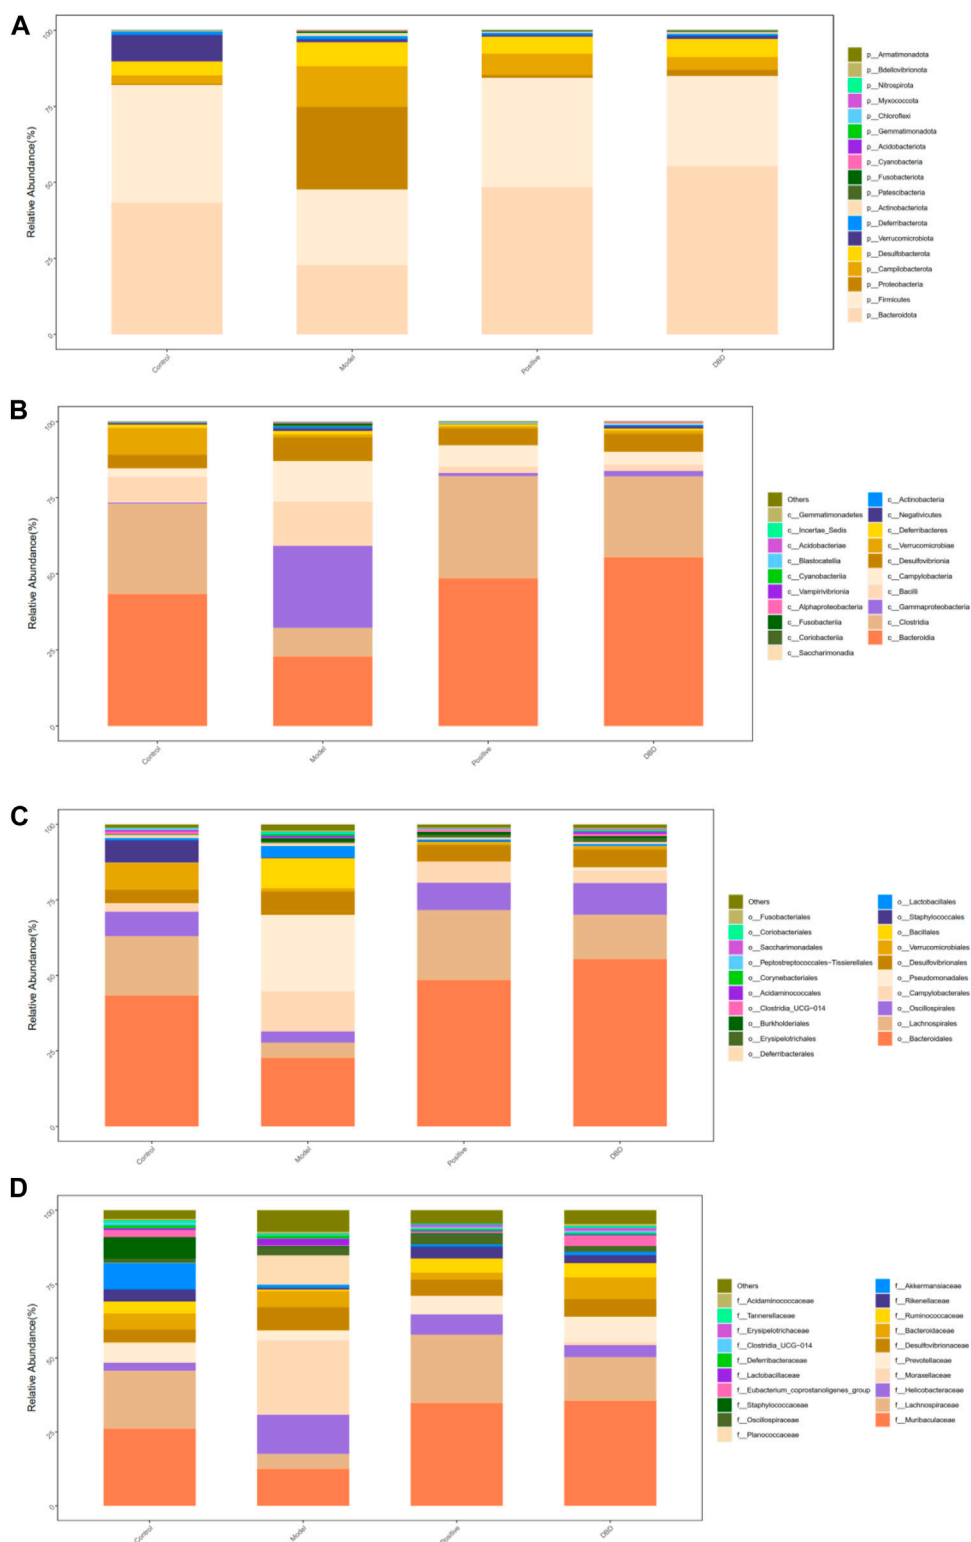 A
Relative Abundance(%)
100
75
50
25
0
Control
Model
Positive
DBD
p__Armatimonadota
p__Bdellovibrionota
p__Nitrospirota
p__Myxococcota
p__Chloroflexi
p__Gemmatimonadota
p__Acidobacteriota
p__Cyanobacteria
p__Fusobacteriota
p__Patescibacteria
p__Actinobacteriota
p__Deferribacterota
p__Verrucomicrobiota
p__Desulfobacterota
p__Campilobacterota
p__Proteobacteria
p__Firmicutes
p__Bacteroidota
B
Relative Abundance(%)
100
75
50
25
0
Control
Model
Positive
DBD
Others
c__Gemmatimonadetes
c__Incertae_Sedis
c__Acidobacteriae
c__Blastocatellia
c__Cyanobacteriia
c__Vampirivibrionia
c__Alphaproteobacteria
c__Fusobacteriia
c__Coriobacteriia
c__Saccharimonadia
c__Actinobacteria
c__Negativicutes
c__Deferribacteres
c__Verrucomicrobiae
c__Desulfovibrionia
c__Campylobacteria
c__Bacilli
c__Gammaproteobacteria
c__Clostridia
c__Bacteroidia
C
Relative Abundance(%)
100
75
50
25
0
Control
Model
Positive
DBD
Others
o__Fusobacteriales
o__Coriobacteriales
o__Saccharimonadales
o__Peptostreptococcales-Tissierellales
o__Corynebacteriales
o__Acidaminococcales
o__Clostridia_UCG-014
o__Burkholderiales
o__Erysipelotrichales
o__Deferribacterales
o__Lactobacillales
o__Staphylococcales
o__Bacillales
o__Verrucomicrobiales
o__Desulfovibrionales
o__Pseudomonadales
o__Campylobacterales
o__Oscillospirales
o__Lachnospirales
o__Bacteroidales
D
Relative Abundance(%)
100
75
50
25
0
Control
Model
Positive
DBD
Others
f__Acidaminococcaceae
f__Tannerellaceae
f__Erysipelotrichaceae
f__Clostridia_UCG-014
f__Deferribacteraceae
f__Lactobacillaceae
f__Eubacterium_coprostanoligenes_group
f__Staphylococcaceae
f__Oscillospiraceae
f__Planococcaceae
f__Akkermansiaceae
f__Rikenellaceae
f__Ruminococcaceae
f__Bacteroidaceae
f__Desulfovibrionaceae
f__Prevotellaceae
f__Moraxellaceae
f__Helicobacteraceae
f__Lachnospiraceae
f__Muribaculaceae